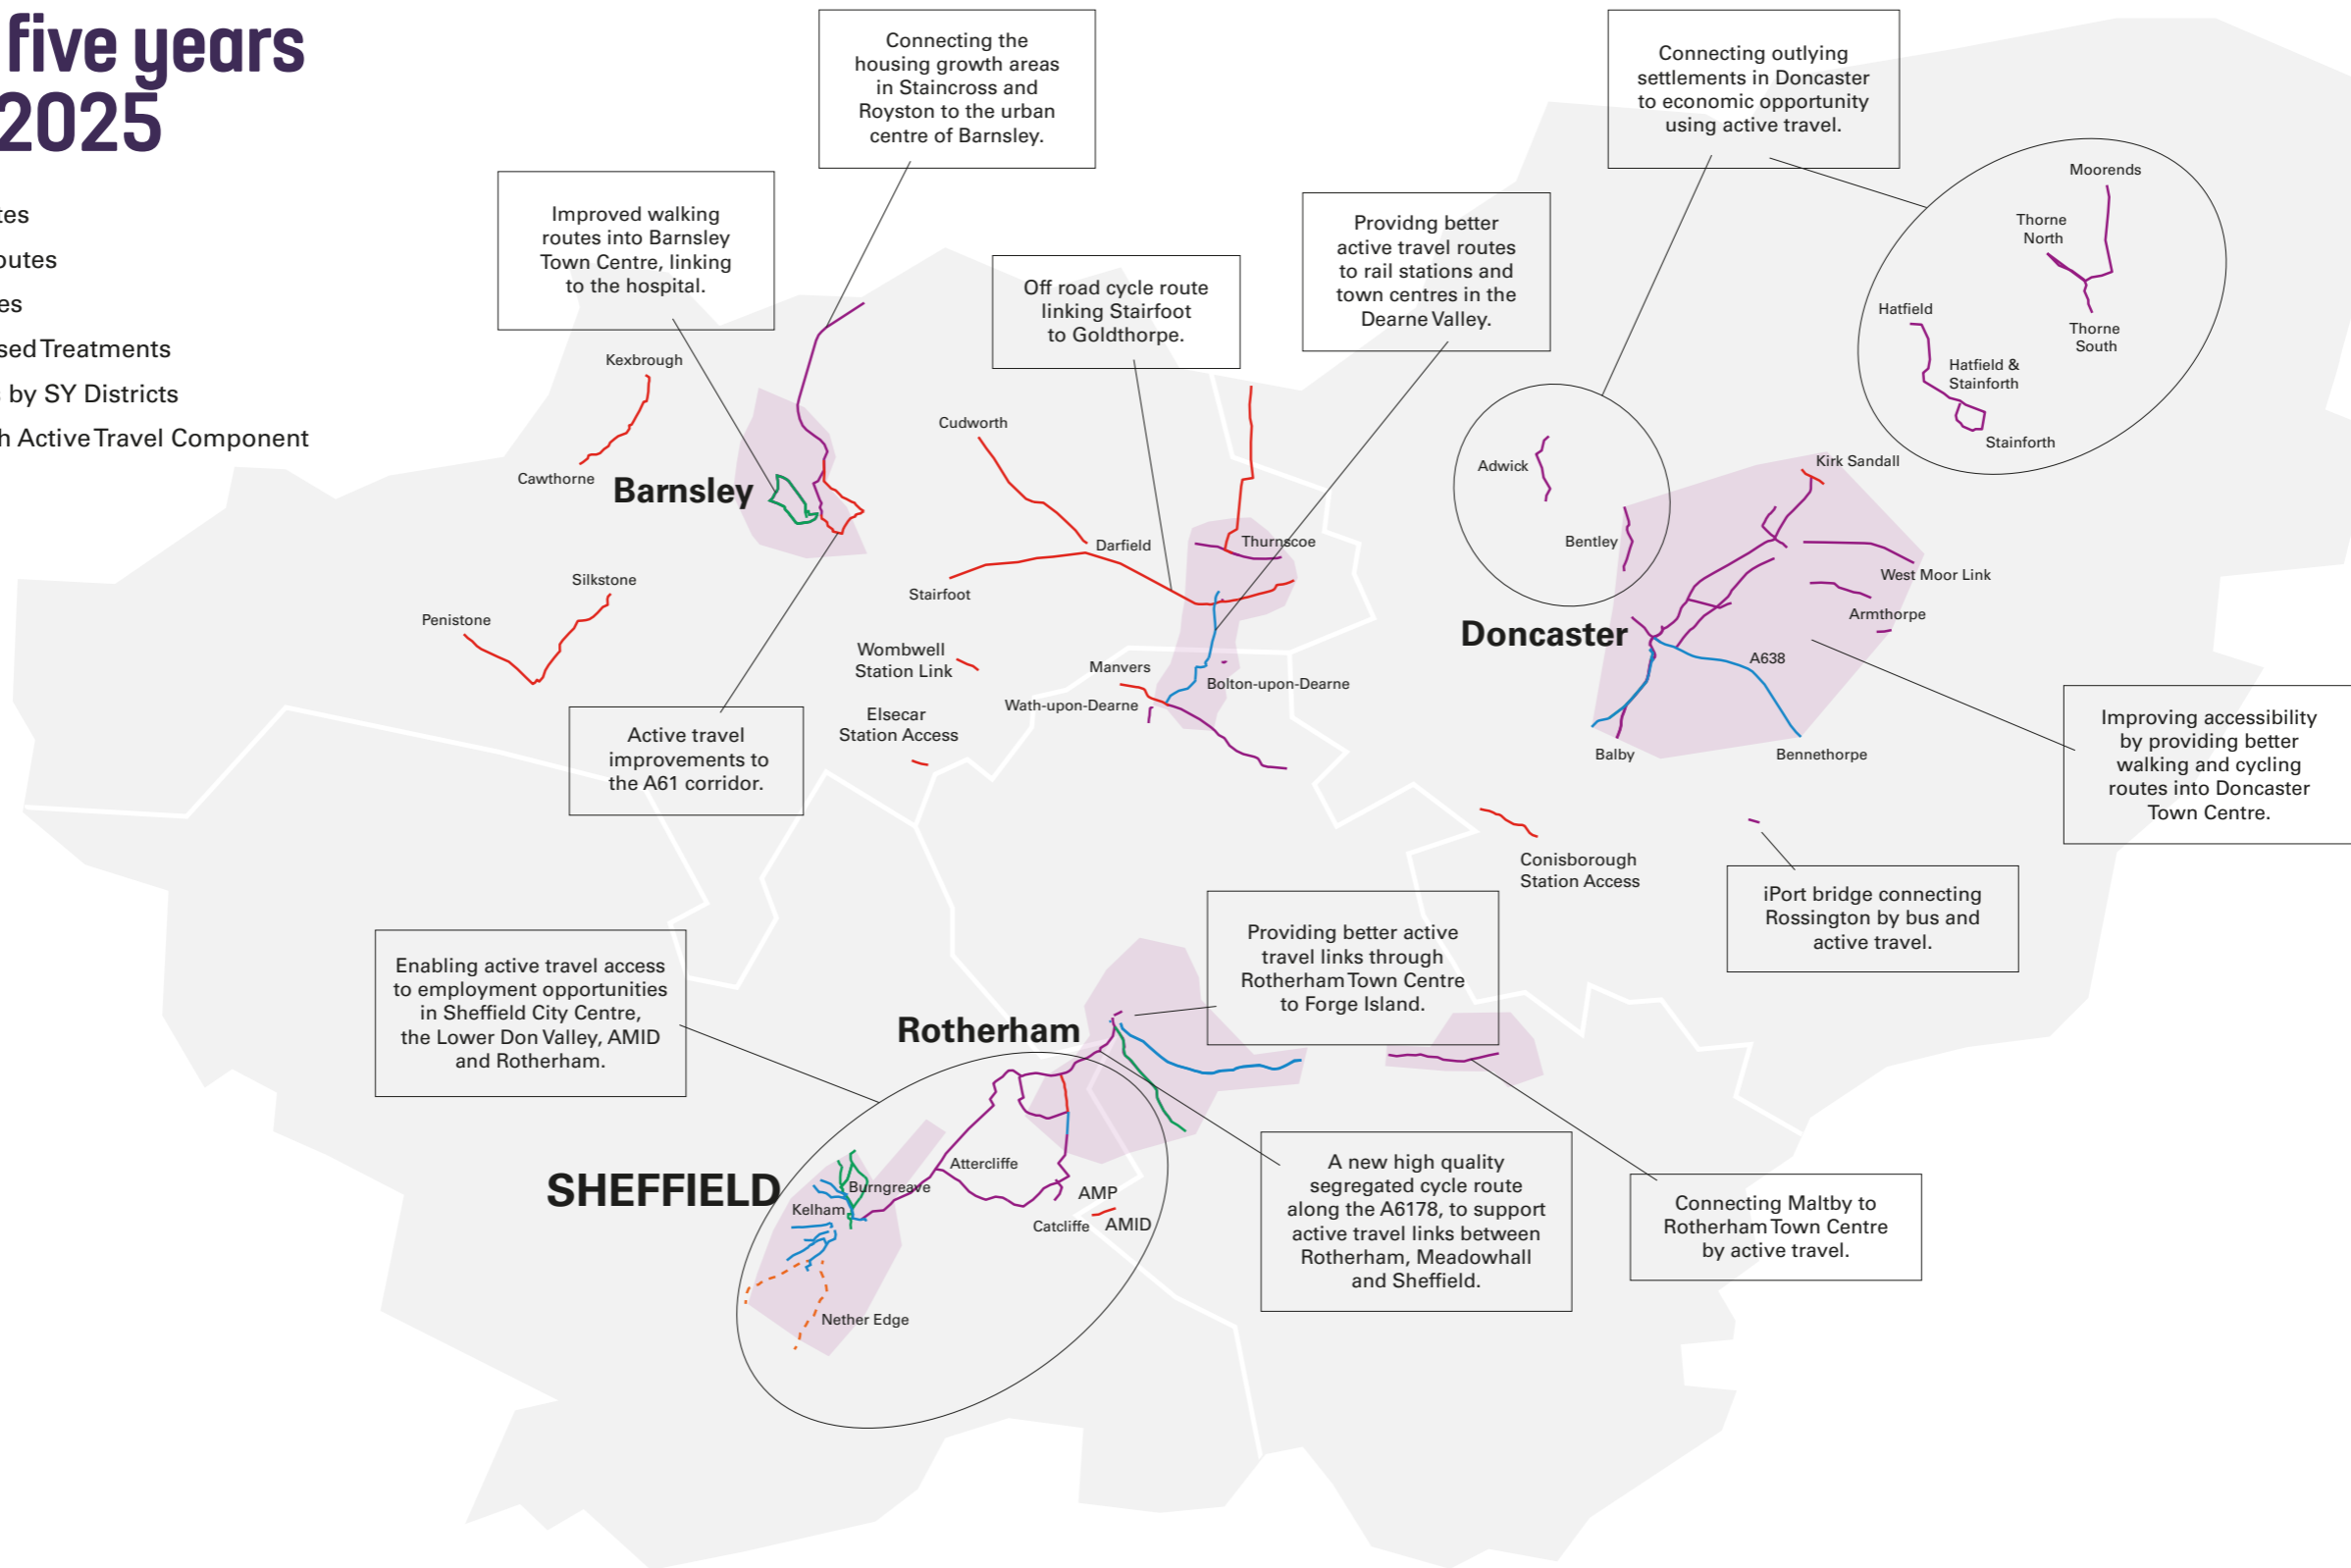 five years
2025
tes
outes
es
sed Treatments
s by SY Districts
h Active Travel Component
Connecting the
housing growth areas
in Staincross and
Royston to the urban
centre of Barnsley.
Connecting outlying
settlements in Doncaster
to economic opportunity
using active travel.
Improved walking
routes into Barnsley
Town Centre, linking
to the hospital.
Providng better
active travel routes
to rail stations and
town centres in the
Dearne Valley.
Off road cycle route
linking Stairfoot
to Goldthorpe.
Moorends
Thorne
North
Thorne
South
Hatfield
Hatfield &
Stainforth
Stainforth
Kexbrough
Cawthorne
Barnsley
Cudworth
Darfield
Stairfoot
Thurnscoe
Adwick
Bentley
Kirk Sandall
West Moor Link
Armthorpe
Doncaster
A638
Balby
Bennethorpe
Silkstone
Penistone
Wombwell
Station Link
Manvers
Wath-upon-Dearne
Bolton-upon-Dearne
Elsecar
Station Access
Active travel
improvements to
the A61 corridor.
Improving accessibility
by providing better
walking and cycling
routes into Doncaster
Town Centre.
Conisborough
Station Access
iPort bridge connecting
Rossington by bus and
active travel.
Providing better active
travel links through
Rotherham Town Centre
to Forge Island.
Enabling active travel access
to employment opportunities
in Sheffield City Centre,
the Lower Don Valley, AMID
and Rotherham.
Rotherham
SHEFFIELD
Attercliffe
Burngreave
Kelham
AMP
Catcliffe
AMID
Nether Edge
A new high quality
segregated cycle route
along the A6178, to support
active travel links between
Rotherham, Meadowhall
and Sheffield.
Connecting Maltby to
Rotherham Town Centre
by active travel.